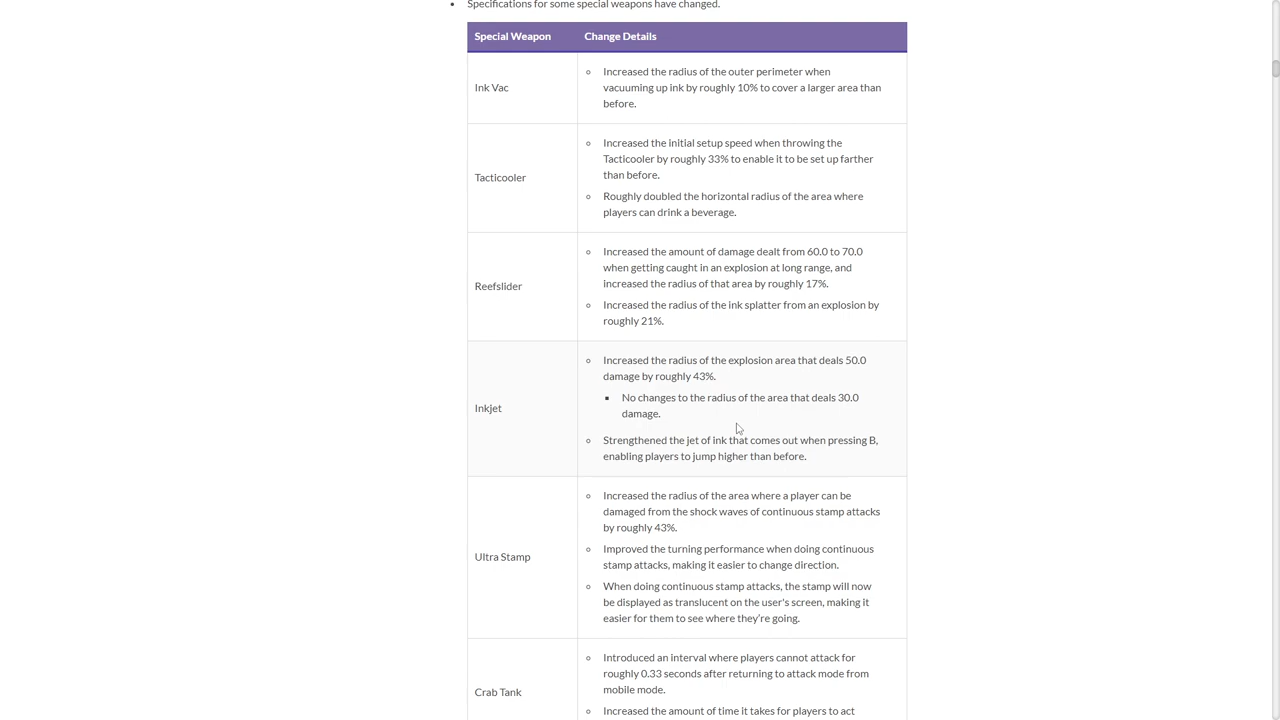 Specifications for some special weapons have changed.
Special Weapon
Change Details
Ink Vac
Increased the radius of the outer perimeter when
vacuuming up ink by roughly 10% to cover a larger area than
before.
Tacticooler
Increased the initial setup speed when throwing the
Tacticooler by roughly 33% to enable it to be set up farther
than before.
Roughly doubled the horizontal radius of the area where
players can drink a beverage.
Reefslider
Increased the amount of damage dealt from 60.0 to 70.0
when getting caught in an explosion at long range, and
increased the radius of that area by roughly 17%.
Increased the radius of the ink splatter from an explosion by
roughly 21%.
Inkjet
Increased the radius of the explosion area that deals 50.0
damage by roughly 43%.
No changes to the radius of the area that deals 30.0
damage.
Strengthened the jet of ink that comes out when pressing B,
enabling players to jump higher than before.
Ultra Stamp
Increased the radius of the area where a player can be
damaged from the shock waves of continuous stamp attacks
by roughly 43%.
Improved the turning performance when doing continuous
stamp attacks, making it easier to change direction.
When doing continuous stamp attacks, the stamp will now
be displayed as translucent on the user's screen, making it
easier for them to see where they're going.
Crab Tank
Introduced an interval where players cannot attack for
roughly 0.33 seconds after returning to attack mode from
mobile mode.
Increased the amount of time it takes for players to act